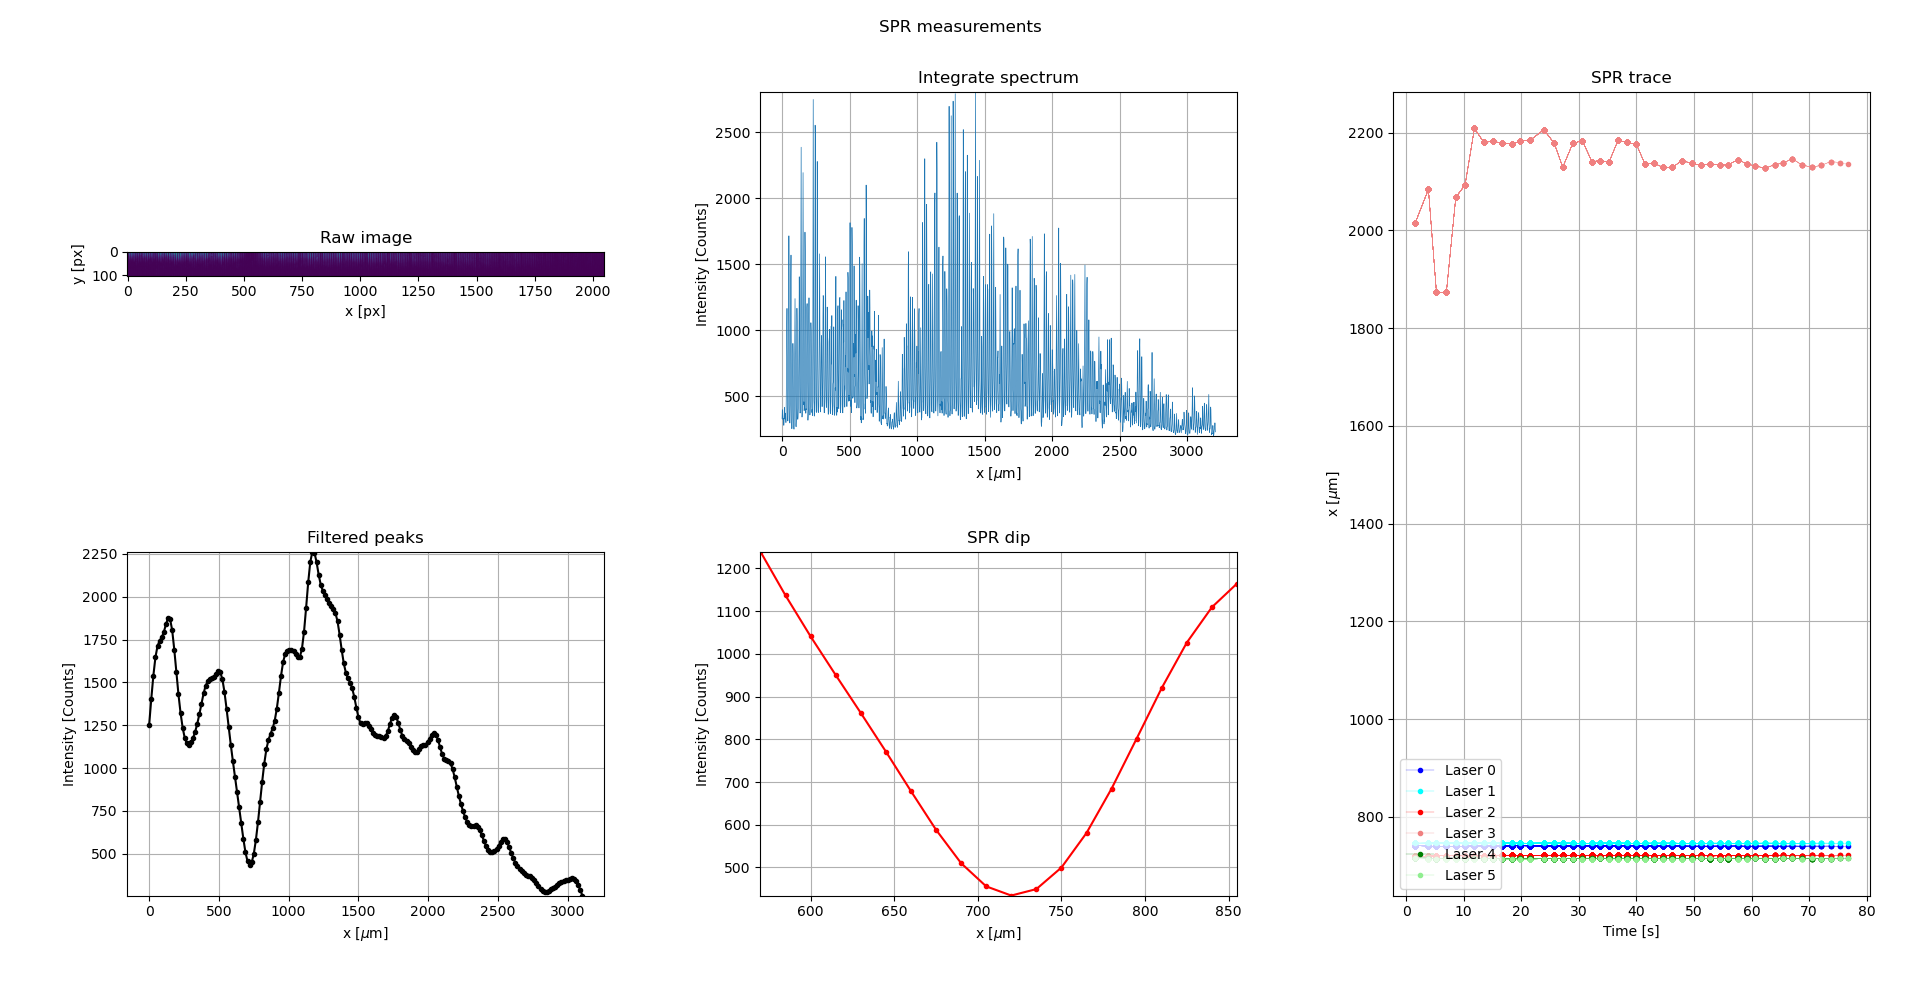 SPR measurements
Raw image
y [px]
0
100
0 250 500 750 1000 1250 1500 1750 2000
x [px]
Integrate spectrum
Intensity [Counts]
2500
2000
1500
1000
500
0 500 1000 1500 2000 2500 3000
x [μm]
Filtered peaks
Intensity [Counts]
2250
2000
1750
1500
1250
1000
750
500
0 500 1000 1500 2000 2500 3000
x [μm]
SPR dip
Intensity [Counts]
1200
1100
1000
900
800
700
600
500
600 650 700 750 800 850
x [μm]
SPR trace
x [μm]
2200
2000
1800
1600
1400
1200
1000
800
Laser 0
Laser 1
Laser 2
Laser 3
Laser 4
Laser 5
0 10 20 30 40 50 60 70 80
Time [s]